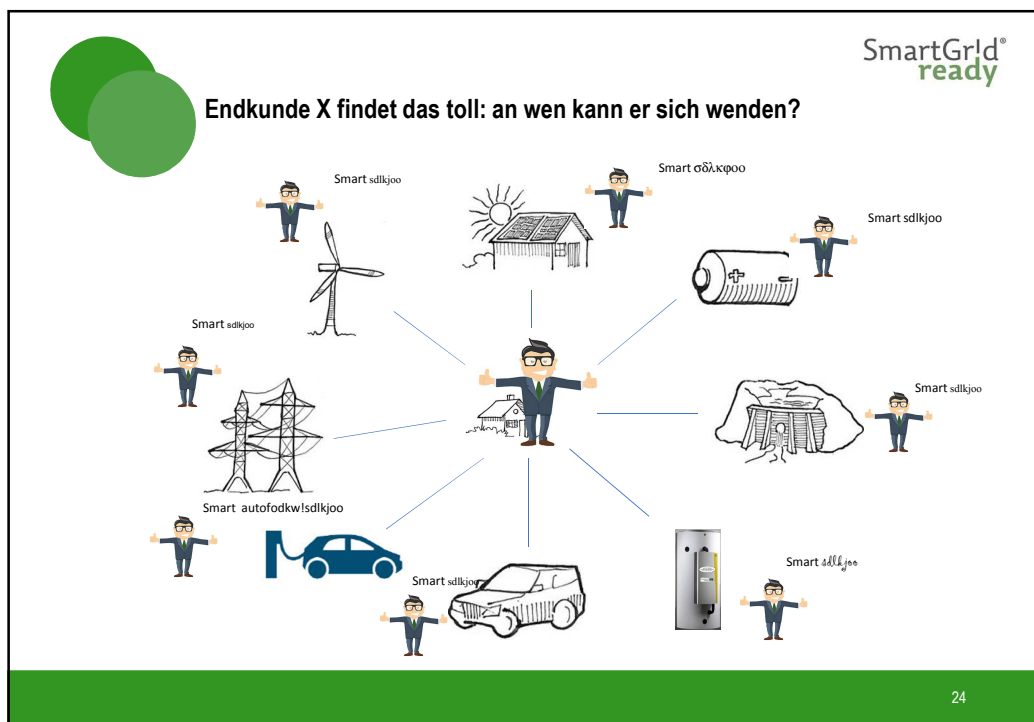 SmartGr!d®
ready
Endkunde X findet das toll: an wen kann er sich wenden?
Smart sdlkjoo
Smart σδλκφοο
Smart sdlkjoo
Smart sdlkjoo
Smart sdlkjoo
Smart autofodkw!sdlkjoo
Smart sdlkjoo
Smart sdlkjoo
24